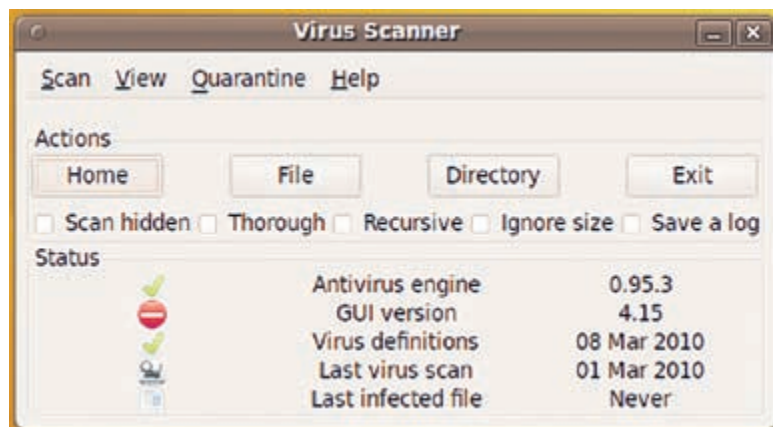 Virus Scanner
Scan View Quarantine Help
Actions
Home File Directory Exit
Scan hidden Thorough Recursive Ignore size Save a log
Status
Antivirus engine 0.95.3
GUI version 4.15
Virus definitions 08 Mar 2010
Last virus scan 01 Mar 2010
Last infected file Never